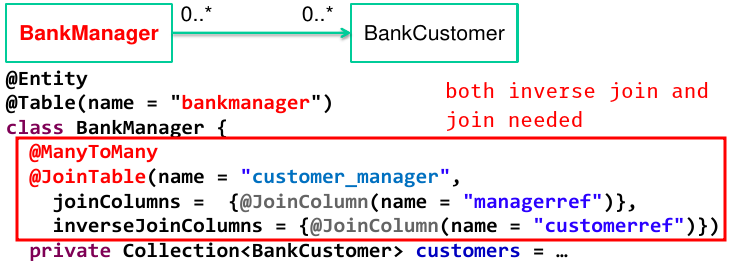 0..* 0..*
BankManager BankCustomer
@Entity
@Table(name = "bankmanager")
both inverse join and
join needed
class BankManager {
@ManyToMany
@JoinTable(name = "customer_manager",
joinColumns = {@JoinColumn(name = "managerref")},
inverseJoinColumns = {@JoinColumn(name = "customerref")})
private Collection<BankCustomer> customers = …